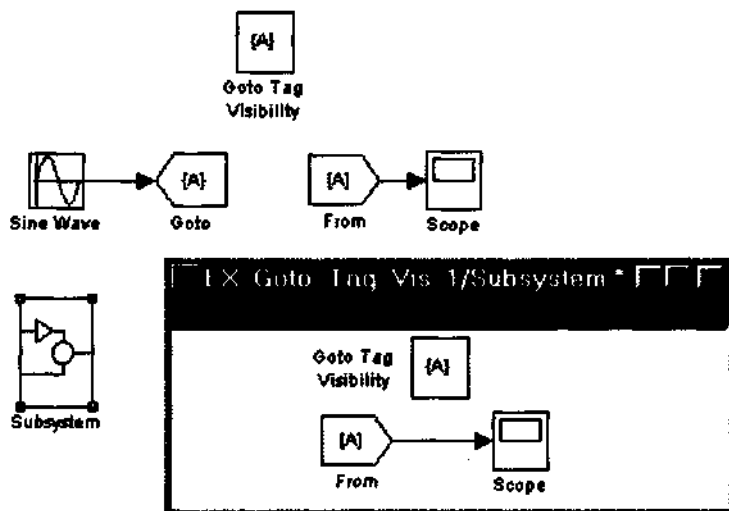 {A}
Goto Tag
Visibility
{A}
[A]
Sine Wave
Goto
From
Scope
EX Goto Tag Vis 1/Subsystem *
Goto Tag
Visibility
{A}
Subsystem
[A]
From
Scope